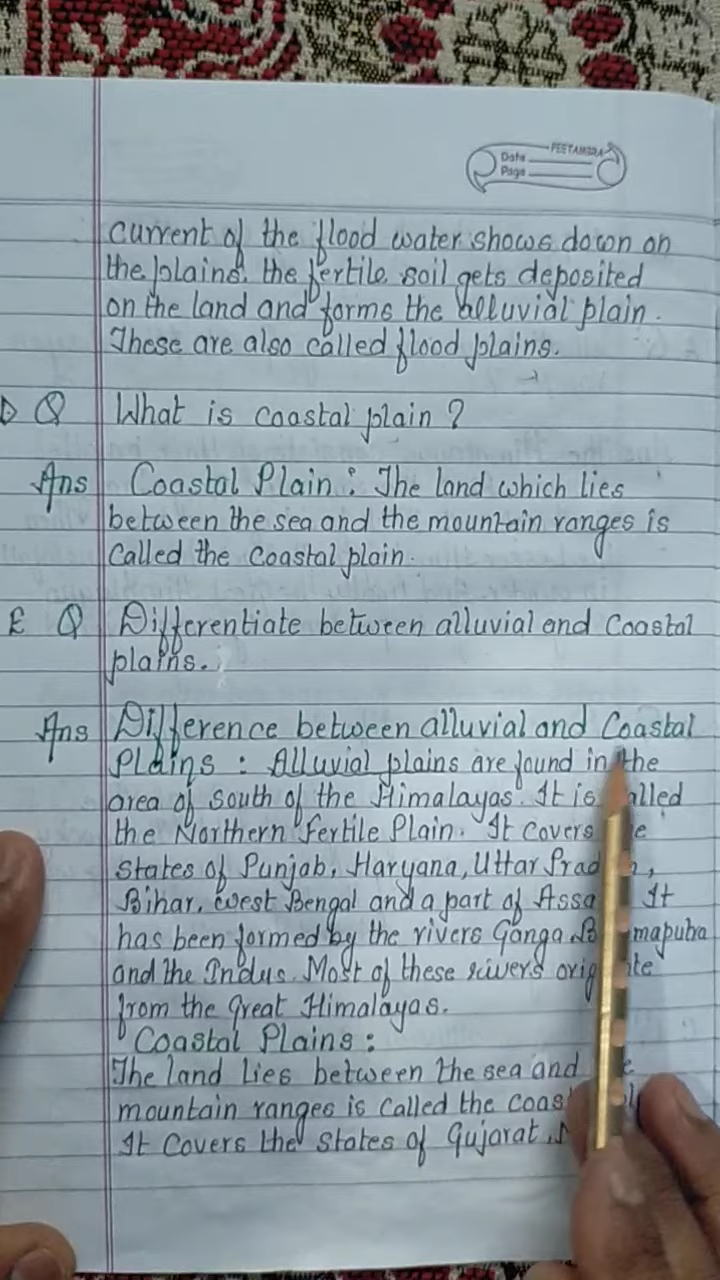 PEETAMBRA
Date
Page
current of the flood water shows down on
the plains. the fertile soil gets deposited
on the land and forms the alluvial plain.
These are also called flood plains.
D Q What is coastal plain ?
Ans Coastal Plain : The land which lies
between the sea and the mountain ranges is
called the coastal plain.
E Q Differentiate between alluvial and coastal
plains.
Ans Difference between alluvial and Coastal
Plains : Alluvial plains are found in the
area of south of the Himalayas. It is called
the Northern Fertile Plain. It covers
states of Punjab, Haryana, Uttar
Bihar, West Bengal and a part of It
has been formed by the rivers Ganga
and the Indus. Most of these rivers
from the Great Himalayas.
Coastal Plains :
The land lies between the sea and
mountain ranges is called the
It covers the states of Gujarat,